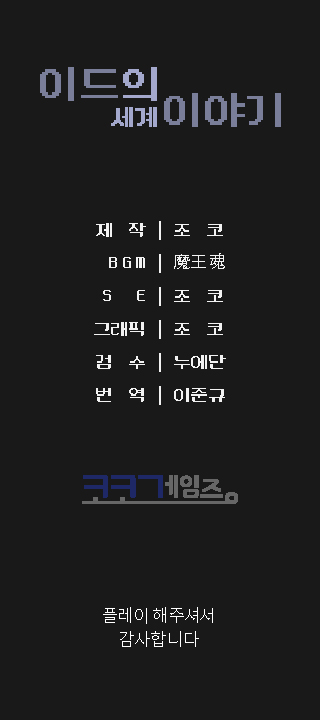 이드의
세계 이야기
제 작 | 조 코
BGM | 魔王魂
S E | 조 코
그래픽 | 조 코
검 수 | 누에단
번 역 | 이준규
코코게임즈。
플레이 해주셔서
감사합니다